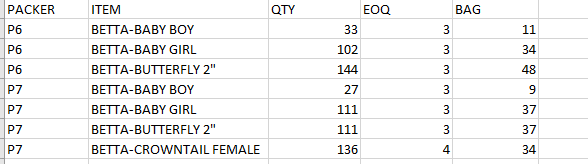 PACKER ITEM QTY EOQ BAG
P6 BETTA-BABY BOY 33 3 11
P6 BETTA-BABY GIRL 102 3 34
P6 BETTA-BUTTERFLY 2" 144 3 48
P7 BETTA-BABY BOY 27 3 9
P7 BETTA-BABY GIRL 111 3 37
P7 BETTA-BUTTERFLY 2" 111 3 37
P7 BETTA-CROWNTAIL FEMALE 136 4 34